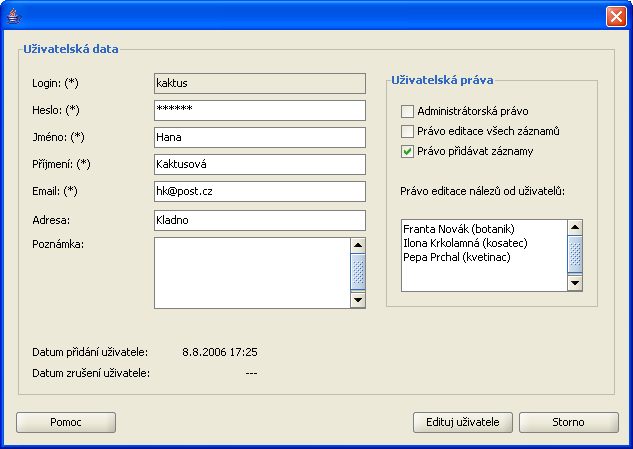 Uživatelská data
Login: (*) kaktus
Heslo: (*) ******
Jméno: (*) Hana
Příjmení: (*) Kaktusová
Email: (*) hk@post.cz
Adresa: Kladno
Poznámka:
Uživatelská práva
Administrátorská právo
Právo editace všech záznamů
Právo přidávat záznamy
Právo editace nálezů od uživatelů:
Franta Novák (botanik)
Ilona Krkolamná (kosatec)
Pepa Prchal (kvetinac)
Datum přidání uživatele: 8.8.2006 17:25
Datum zrušení uživatele: ---
Pomoc Edituj uživatele Storno